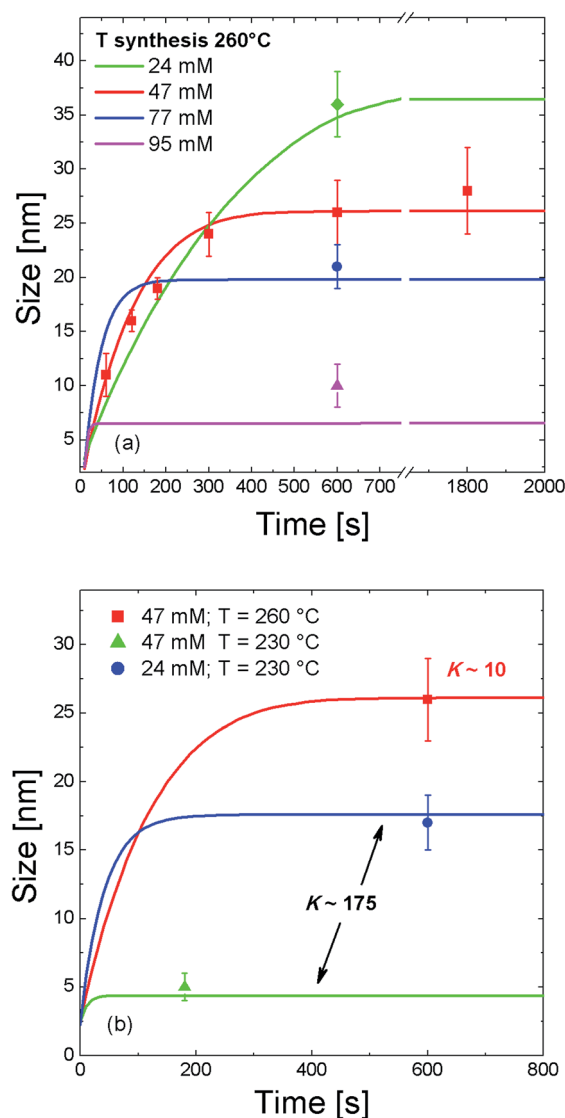 T synthesis 260°C
24 mM
47 mM
77 mM
95 mM
40
35
30
25
20
15
10
5
Size [nm]
(a)
0 100 200 300 400 500 600 700 1800 2000
Time [s]
47 mM; T = 260 °C
47 mM T = 230 °C
24 mM; T = 230 °C
K ~ 10
K ~ 175
30
25
20
15
10
5
0
Size [nm]
(b)
0 200 400 600 800
Time [s]